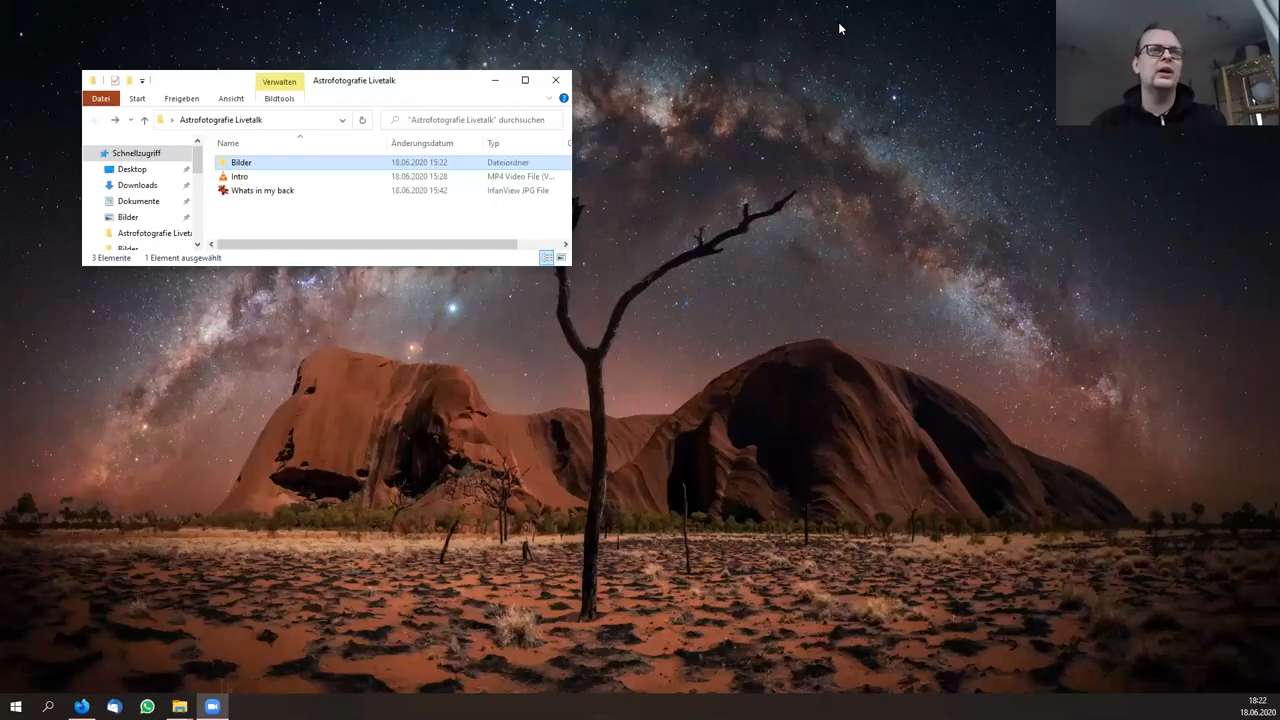 Verwalten
Astrofotografie Livetalk
Datei
Start
Freigeben
Ansicht
Bildtools
Astrofotografie Livetalk
"Astrofotografie Livetalk" durchsuchen
Name
Änderungsdatum
Typ
Schnellzugriff
Desktop
Downloads
Dokumente
Bilder
Astrofotografie Liveta
Bilder
Bilder
18.06.2020 15:22
Dateiordner
Intro
18.06.2020 15:28
MP4 Video File (V...
Whats in my back
18.06.2020 15:42
IrfanView JPG File
3 Elemente
1 Element ausgewählt
18:22
18.06.2020